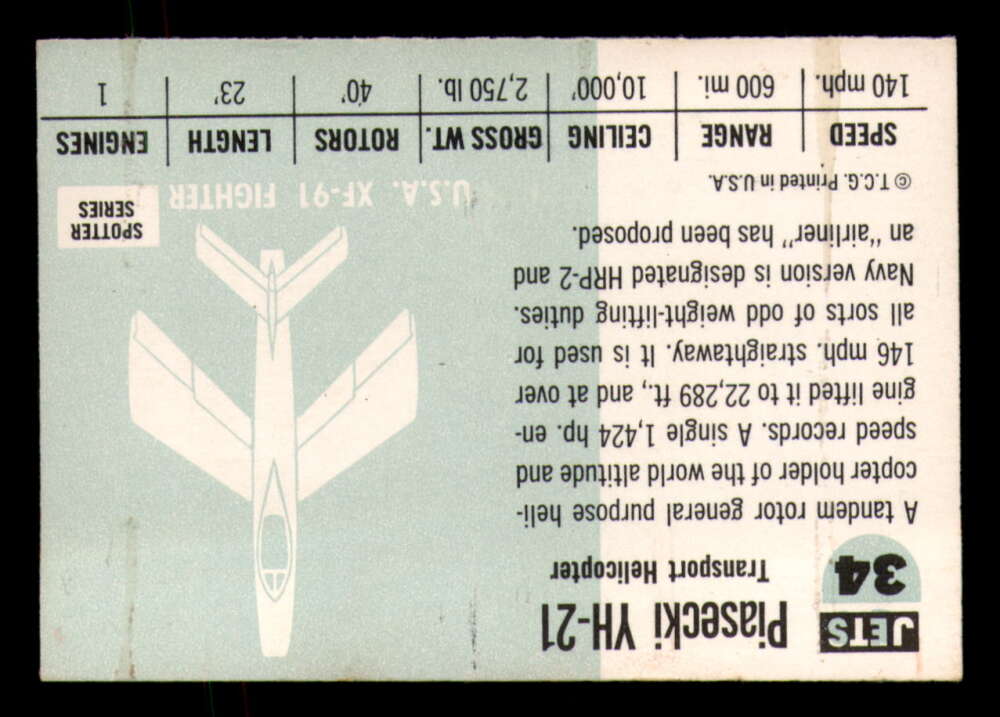 JETS
34
Piasecki YH-21
Transport Helicopter
A tandem rotor general purpose heli-
copter holder of the world altitude and
speed records. A single 1,424 hp. en-
gine lifted it to 22,289 ft., and at over
146 mph. straightaway. It is used for
all sorts of odd weight-lifting duties.
Navy version is designated HRP-2 and
an “airliner” has been proposed.
© T.C.G. Printed in U.S.A.
SPOTTER
SERIES
U.S.A. XF-91 FIGHTER
SPEED RANGE CEILING GROSS WT. ROTORS LENGTH ENGINES
140 mph. 600 mi. 10,000' 2,750 lb. 40' 23' 1